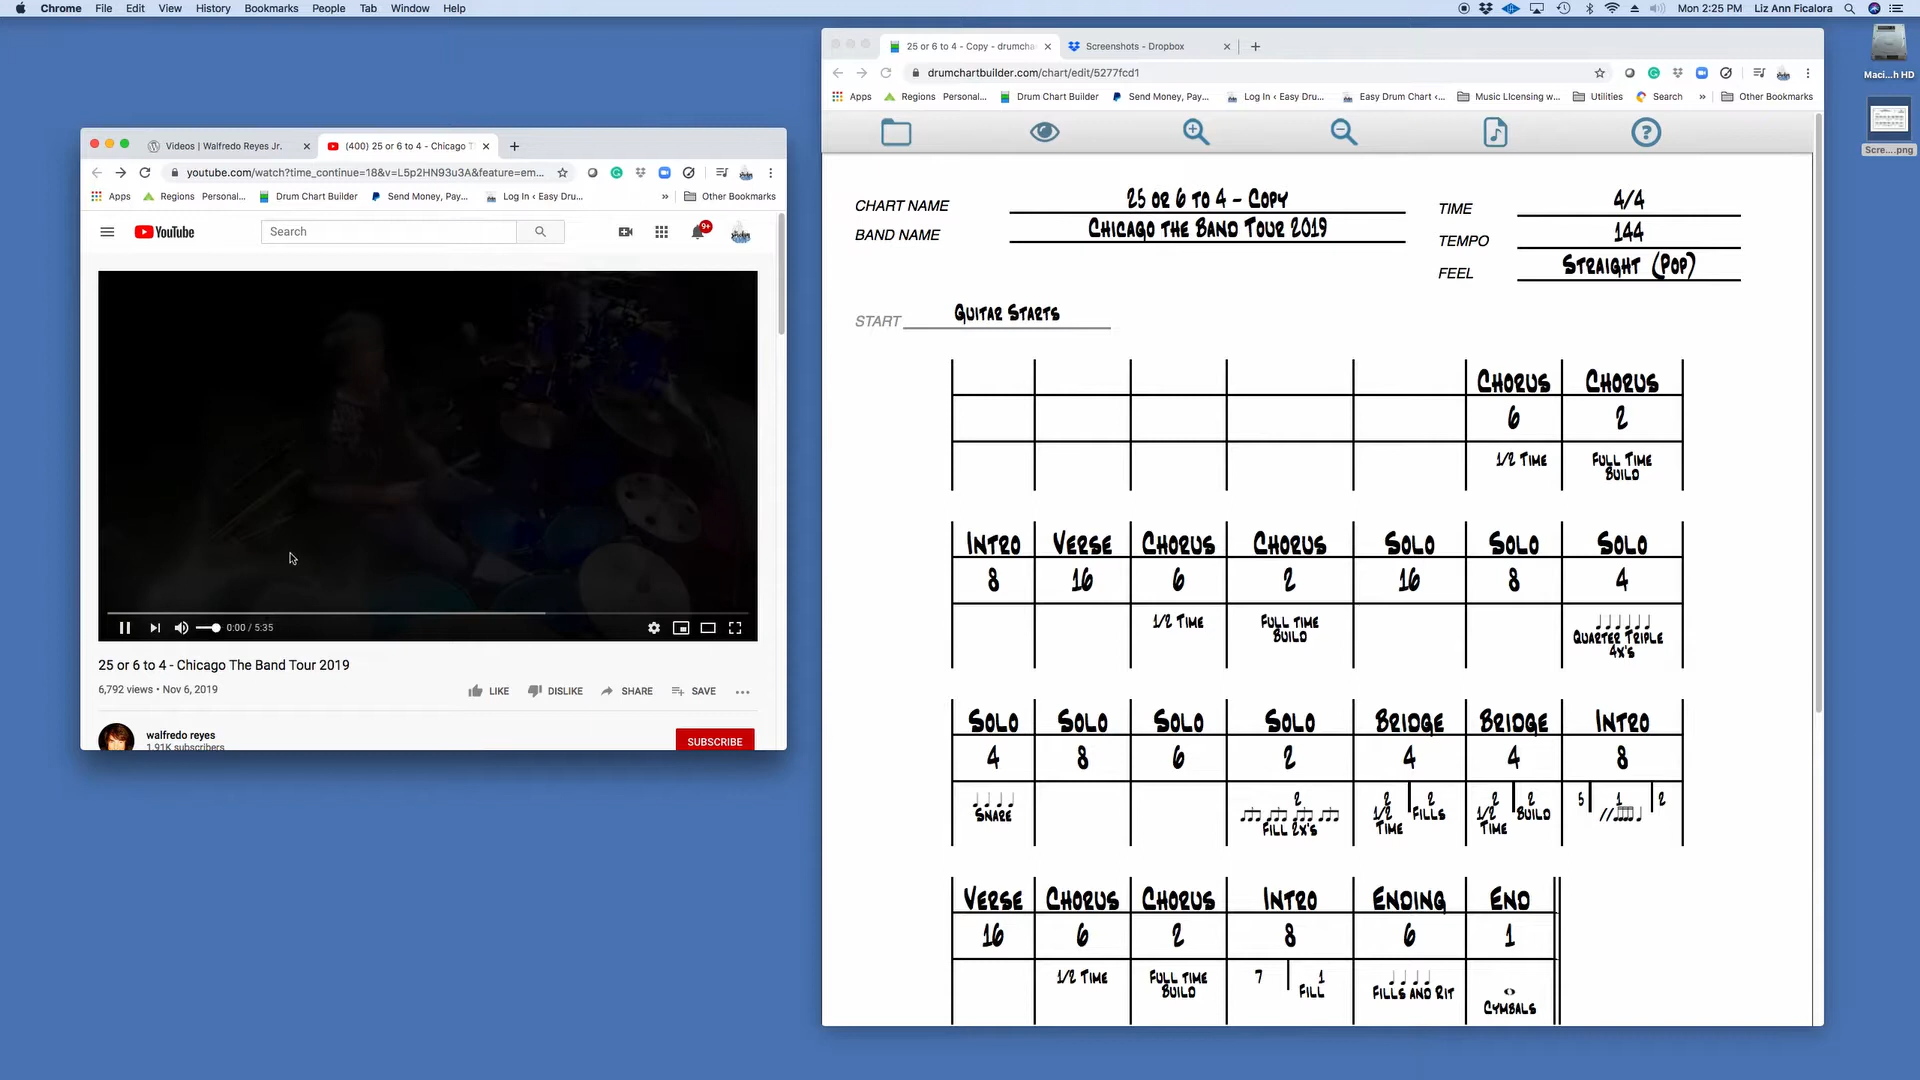 Chrome File Edit View History Bookmarks People Tab Window Help
Mon 2:25 PM Liz Ann Ficalora
Maci...h HD
Scre....png
Videos | Walfredo Reyes Jr.
(400) 25 or 6 to 4 - Chicago T
youtube.com/watch?time_continue=18&v=L5p2HN93u3A&feature=em...
Apps Regions Personal... Drum Chart Builder Send Money, Pay... Log In ‹ Easy Dru... » Other Bookmarks
YouTube
Search
9+
0:00 / 5:35
25 or 6 to 4 - Chicago The Band Tour 2019
6,792 views • Nov 6, 2019
LIKE DISLIKE SHARE SAVE
walfredo reyes
1.91K subscribers
SUBSCRIBE
25 or 6 to 4 - Copy - drumcha
Screenshots - Dropbox
drumchartbuilder.com/chart/edit/5277fcd1
Apps Regions Personal... Drum Chart Builder Send Money, Pay... Log In ‹ Easy Dru... Easy Drum Chart ‹... Music LIcensing w... Utilities Search » Other Bookmarks
CHART NAME 25 or 6 to 4 - Copy
BAND NAME Chicago the Band Tour 2019
TIME 4/4
TEMPO 144
FEEL Straight (Pop)
START Guitar Starts
Chorus Chorus
6 2
1/2 Time Full Time
Build
Intro Verse Chorus Chorus Solo Solo Solo
8 16 6 2 16 8 4
1/2 Time Full Time
Build
Quarter Triple
4x's
Solo Solo Solo Solo Bridge Bridge Intro
4 8 6 2 4 4 8
Snare
2
Fill 2x's
2 2
1/2 Fills
Time
2 2
1/2 Build
Time
5 1 2
//
Verse Chorus Chorus Intro Ending End
16 6 2 8 6 1
1/2 Time Full Time
Build
7 1
Fill
Fills and Rit
Cymbals